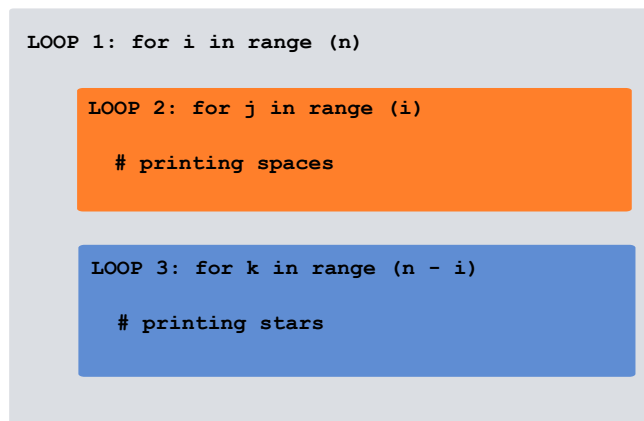 LOOP 1: for i in range (n)
LOOP 2: for j in range (i)
# printing spaces
LOOP 3: for k in range (n - i)
# printing stars